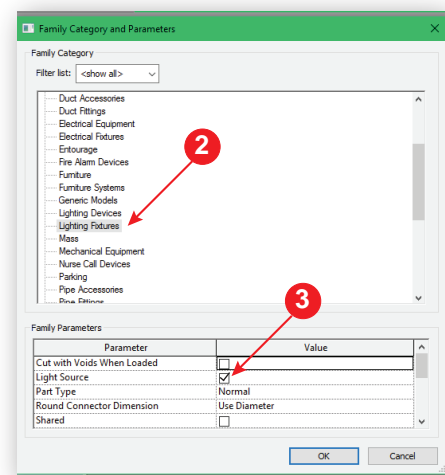 Family Category and Parameters
Family Category
Filter list: <show all>
Duct Accessories
Duct Fittings
Electrical Equipment
Electrical Fixtures
Entourage
2
Fire Alarm Devices
Furniture
Furniture Systems
Generic Models
Lighting Devices
Lighting Fixtures
Mass
Mechanical Equipment
Nurse Call Devices
Parking
Pipe Accessories
3
Pipe Fittings
Family Parameters
Parameter Value
Cut with Voids When Loaded
Light Source
Part Type Normal
Round Connector Dimension Use Diameter
Shared
OK Cancel